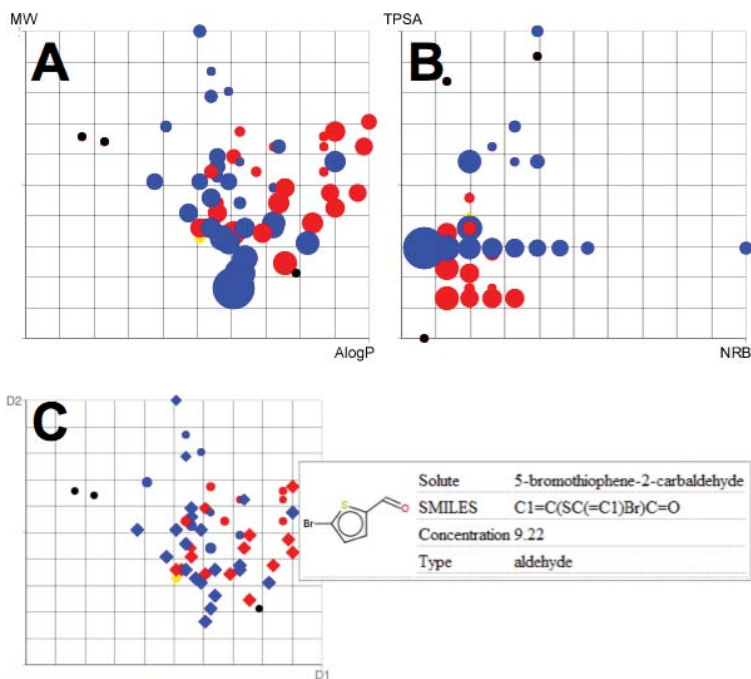 MW
A
AlogP
TPSA
B
NRB
D2
C
D1
Br
S
O
Solute 5-bromothiophene-2-carbaldehyde
SMILES C1=C(SC(=C1)Br)C=O
Concentration 9.22
Type aldehyde